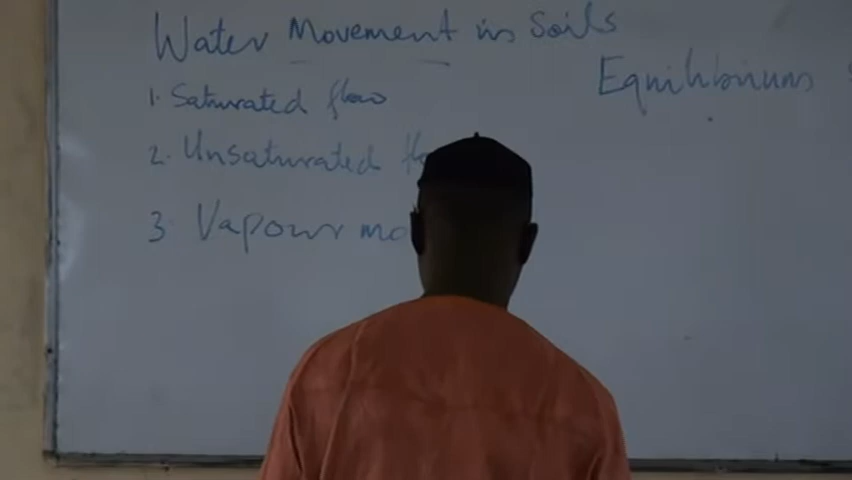 Water Movement in Soils
Equilibrium
1. Saturated flow
2. Unsaturated
3. Vapour